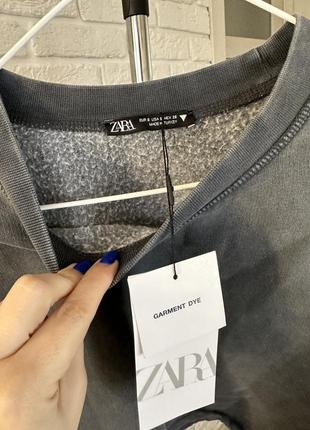 ZARA
EUR S USA S MEX 26
MADE IN TURKEY
GARMENT DYE
ZARA